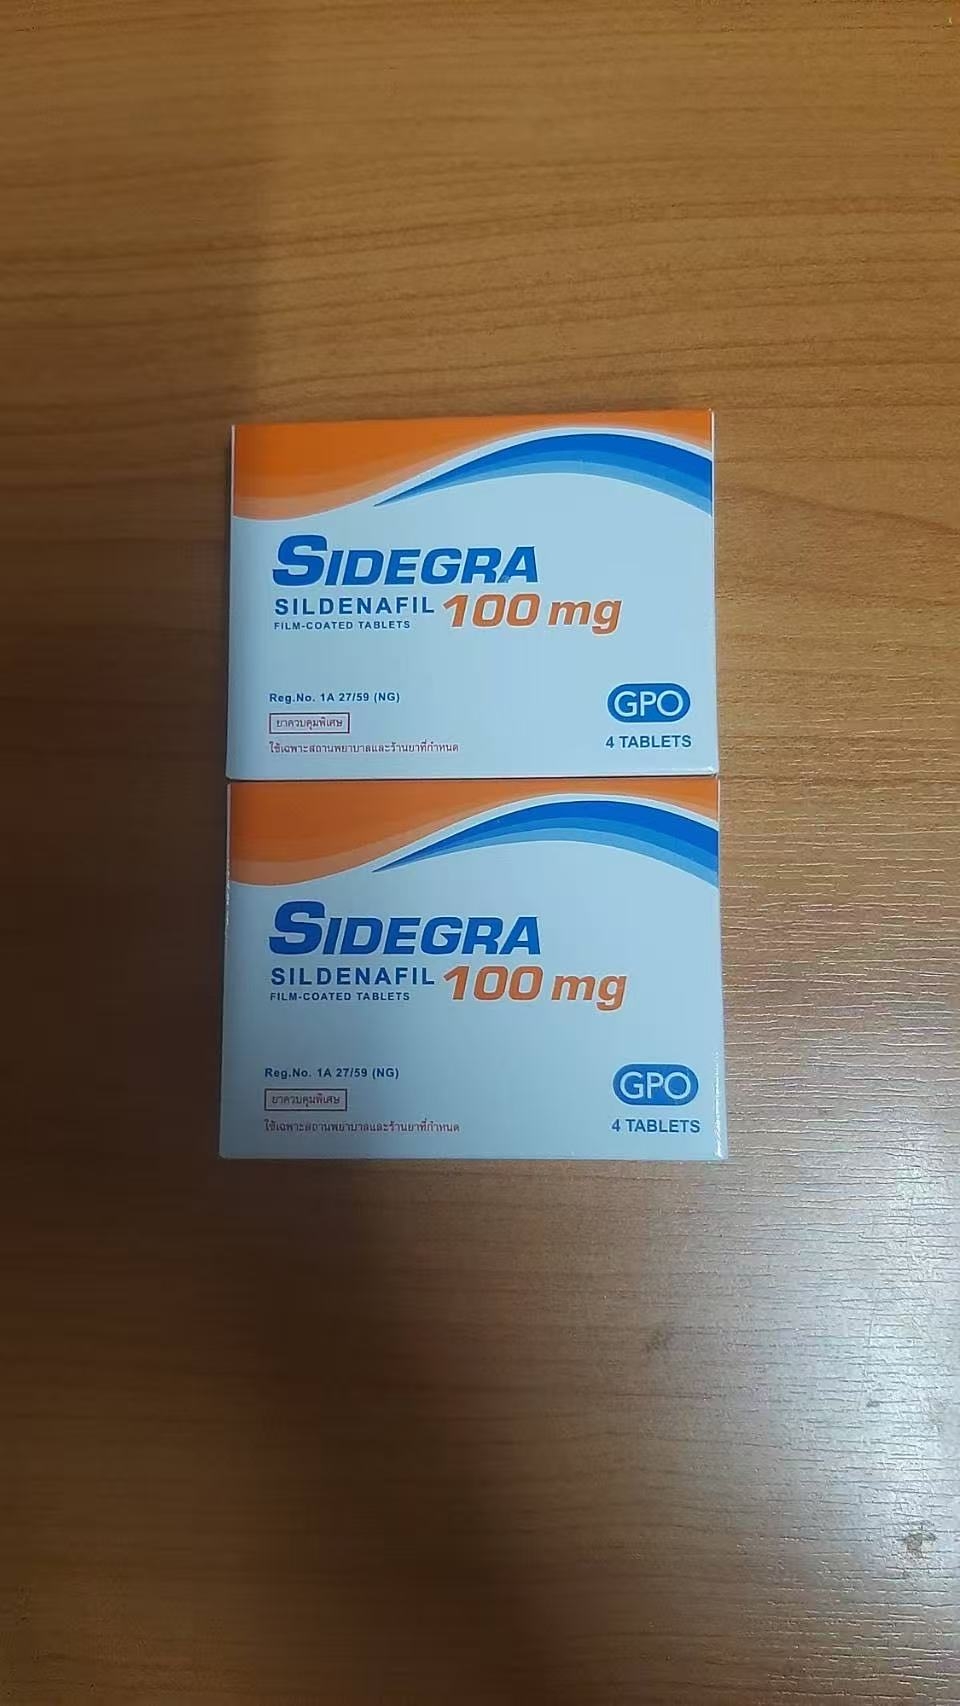 SIDEGRA
SILDENAFIL 100 mg
FILM-COATED TABLETS
Reg.No. 1A 27/59 (NG)
ยาควบคุมพิเศษ
ใช้เฉพาะสถานพยาบาลและร้านยาที่กำหนด
GPO
4 TABLETS
SIDEGRA
SILDENAFIL 100 mg
FILM-COATED TABLETS
Reg.No. 1A 27/59 (NG)
ยาควบคุมพิเศษ
ใช้เฉพาะสถานพยาบาลและร้านยาที่กำหนด
GPO
4 TABLETS